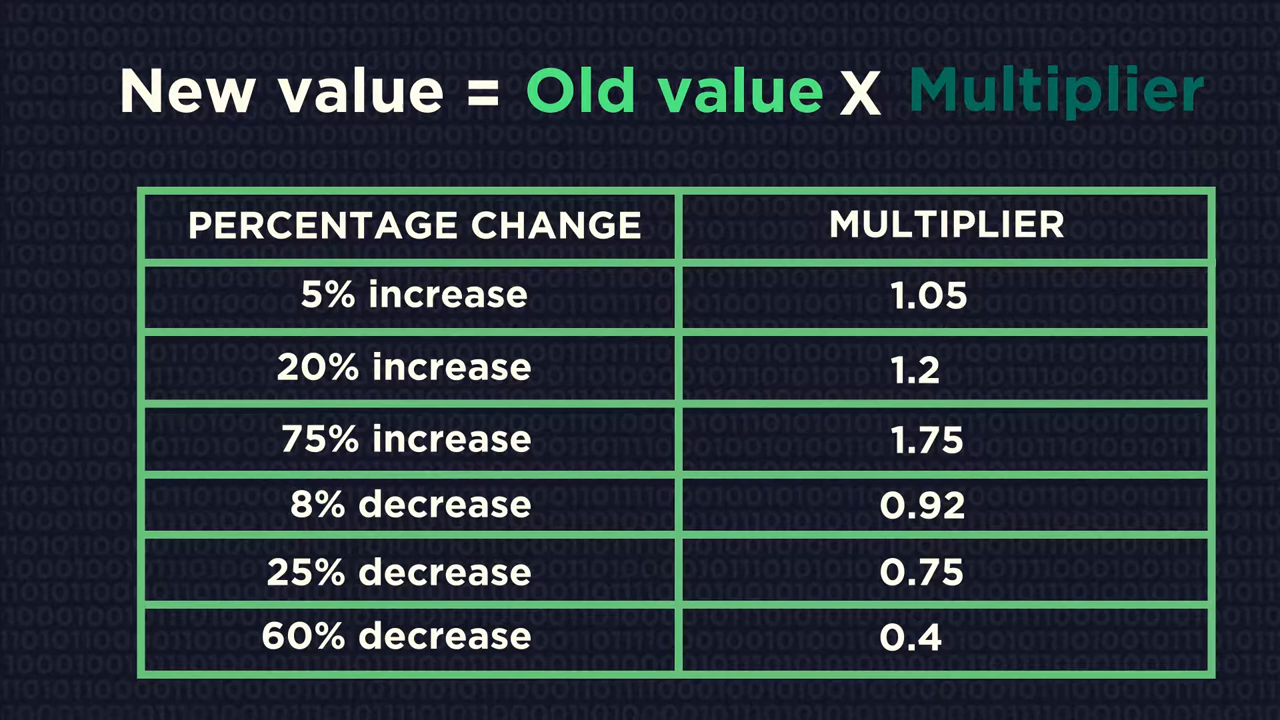 New value = Old value X Multiplier
PERCENTAGE CHANGE MULTIPLIER
5% increase 1.05
20% increase 1.2
75% increase 1.75
8% decrease 0.92
25% decrease 0.75
60% decrease 0.4